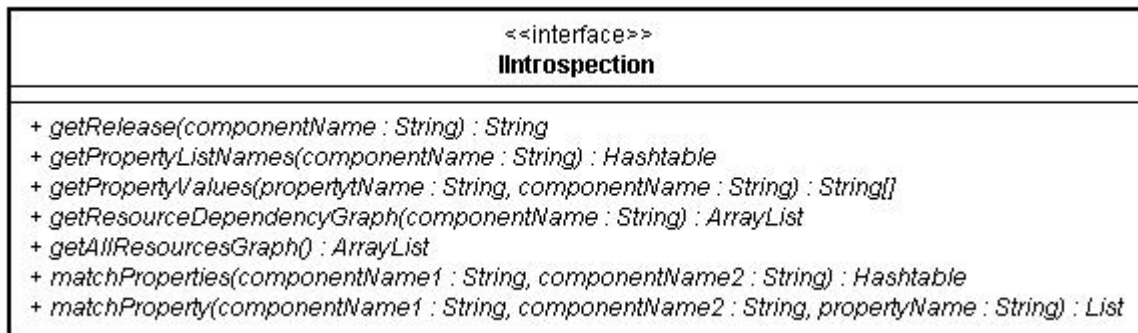 <<interface>>
IIntrospection
+ getRelease(componentName : String) : String
+ getPropertyListNames(componentName : String) : Hashtable
+ getPropertyValues(propertytName : String, componentName : String) : String[]
+ getResourceDependencyGraph(componentName : String) : ArrayList
+ getAllResourcesGraph() : ArrayList
+ matchProperties(componentName1 : String, componentName2 : String) : Hashtable
+ matchProperty(componentName1 : String, componentName2 : String, propertyName : String) : List